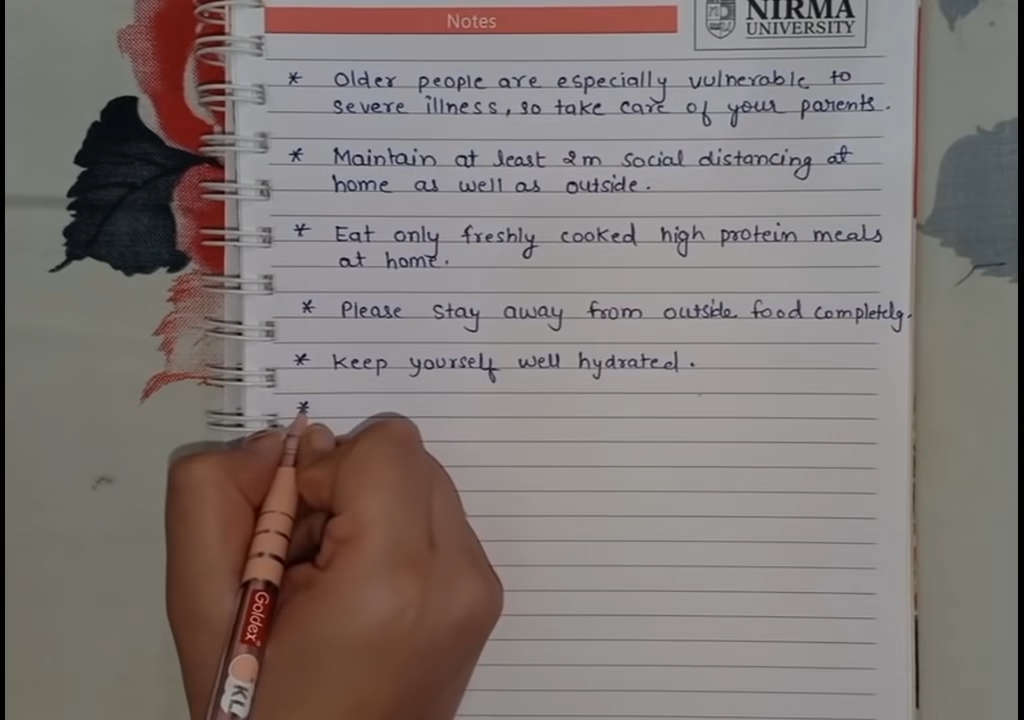 Notes
NIRMA
UNIVERSITY
* Older people are especially vulnerable to
severe illness, so take care of your parents.
* Maintain at least 2m social distancing at
home as well as outside.
* Eat only freshly cooked high protein meals
at home.
* Please stay away from outside food completely.
* Keep yourself well hydrated.
*
Goldex
KL